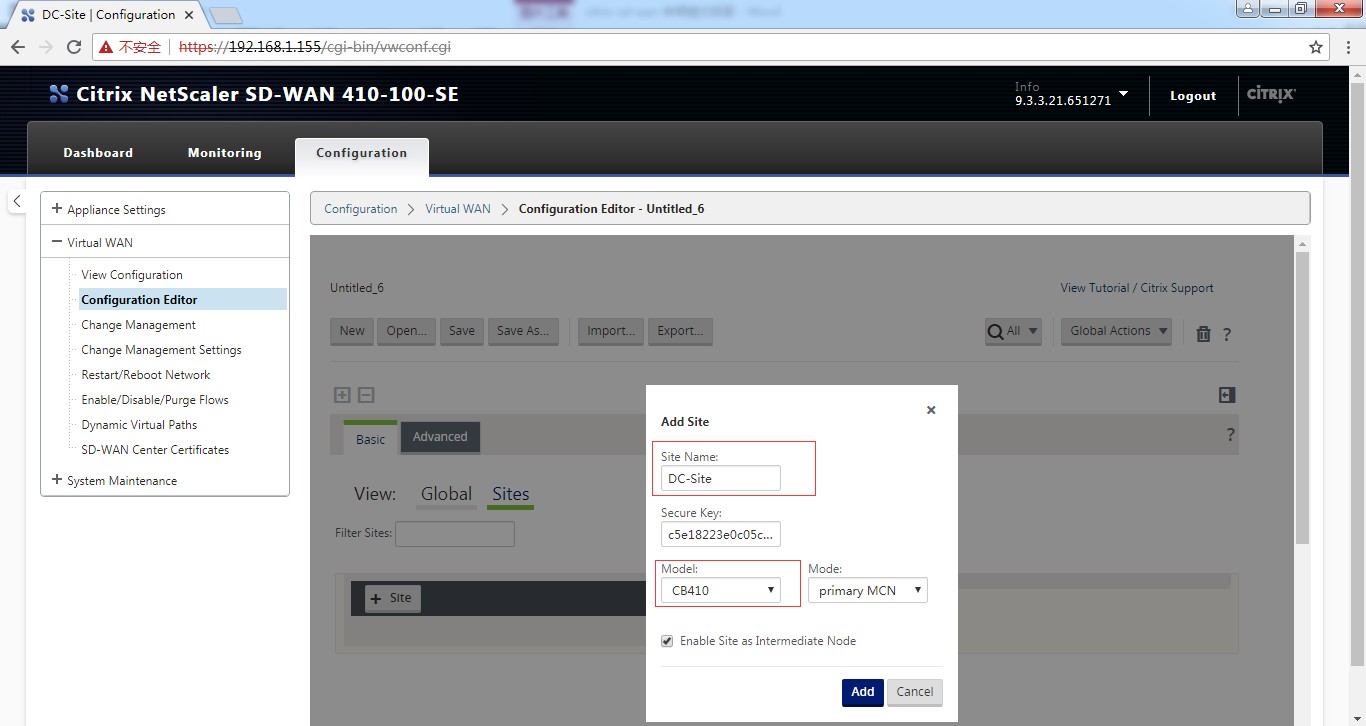 DC-Site | Configuration
不安全 https://192.168.1.155/cgi-bin/vwconf.cgi
Citrix NetScaler SD-WAN 410-100-SE
Info
9.3.3.21.651271
Logout
CITRIX
Dashboard Monitoring Configuration
Appliance Settings
Virtual WAN
View Configuration
Configuration Editor
Change Management
Change Management Settings
Restart/Reboot Network
Enable/Disable/Purge Flows
Dynamic Virtual Paths
SD-WAN Center Certificates
System Maintenance
Configuration > Virtual WAN > Configuration Editor - Untitled_6
Untitled_6
View Tutorial / Citrix Support
New Open... Save Save As... Import... Export... All Global Actions ?
Basic Advanced ?
View: Global Sites
Filter Sites:
+ Site
Add Site
Site Name:
DC-Site
Secure Key:
c5e18223e0c05c...
Model: Mode:
CB410 primary MCN
Enable Site as Intermediate Node
Add Cancel